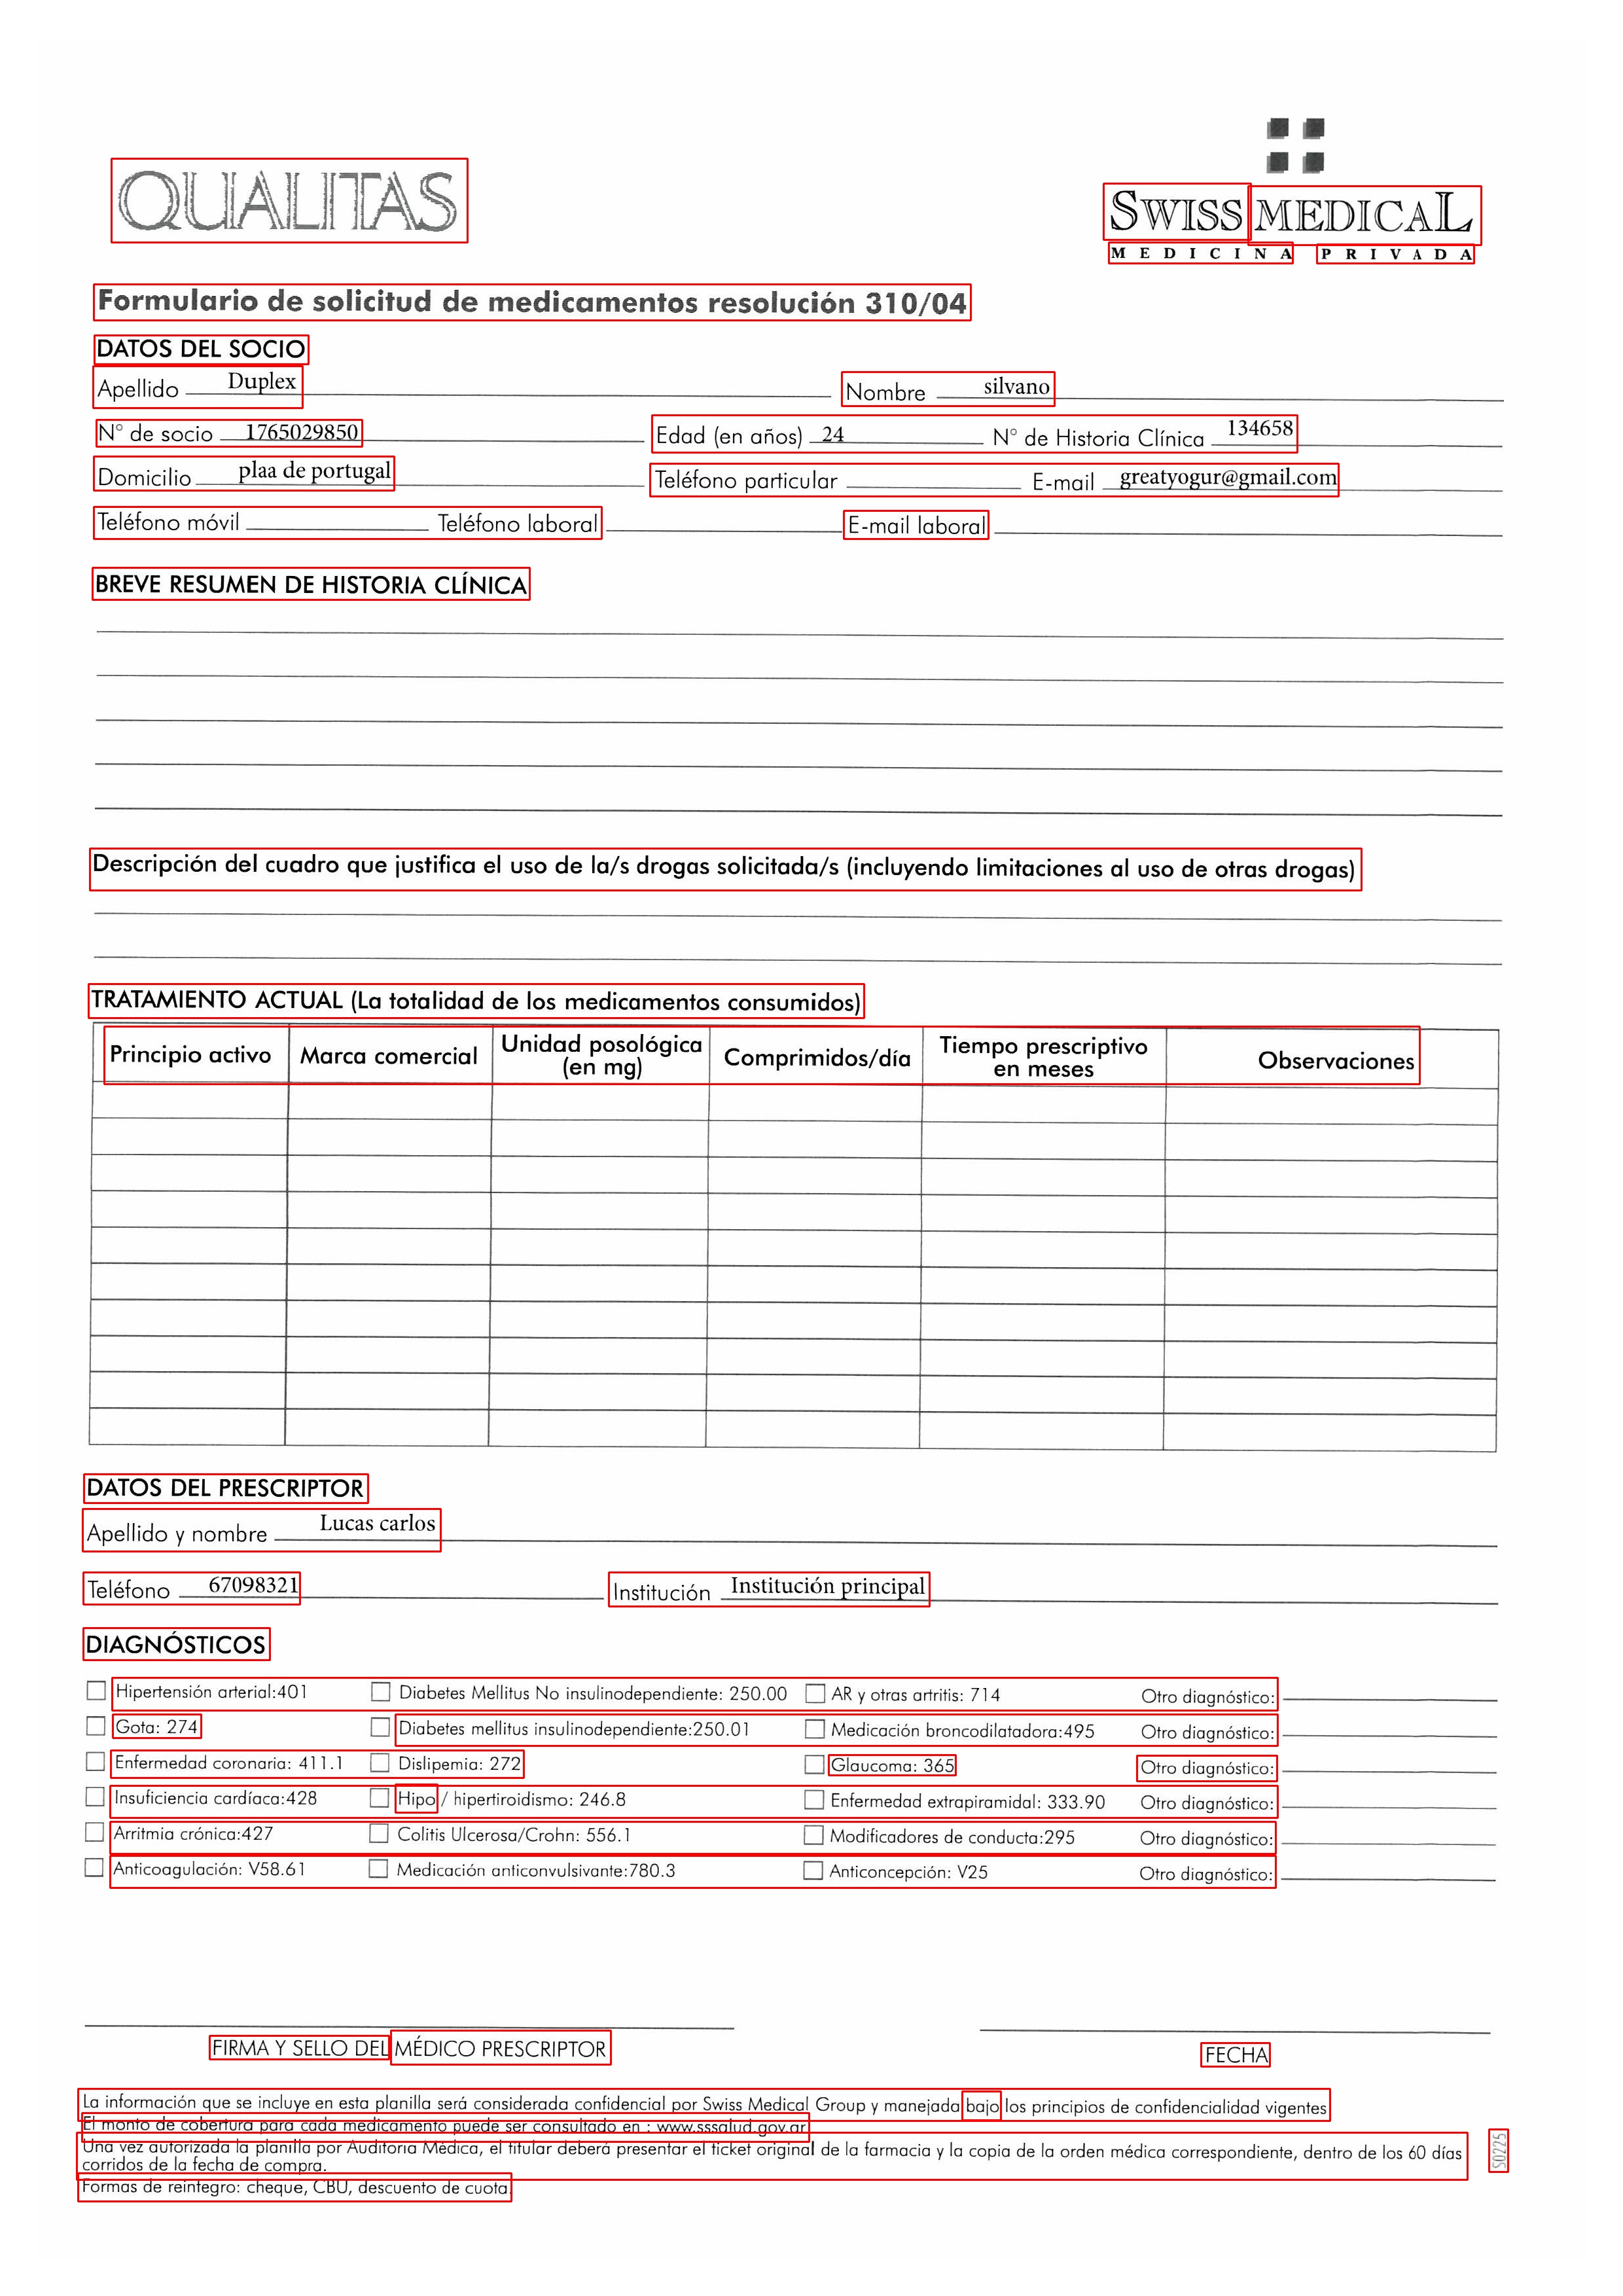 QUALITAS
SWISS MEDICAL
MEDICINA PRIVADA
Formulario de solicitud de medicamentos resolución 310/04
DATOS DEL SOCIO
Apellido Duplex Nombre silvano
N° de socio 1765029850 Edad (en años) 24 N° de Historia Clínica 134658
Domicilio plaa de portugal Teléfono particular E-mail greatyogur@gmail.com
Teléfono móvil Teléfono laboral E-mail laboral
BREVE RESUMEN DE HISTORIA CLÍNICA
Descripción del cuadro que justifica el uso de la/s drogas solicitada/s (incluyendo limitaciones al uso de otras drogas)
TRATAMIENTO ACTUAL (La totalidad de los medicamentos consumidos)
Principio activo Marca comercial Unidad posológica (en mg) Comprimidos/día Tiempo prescriptivo en meses Observaciones
DATOS DEL PRESCRIPTOR
Apellido y nombre Lucas carlos
Teléfono 67098321 Institución Institución principal
DIAGNÓSTICOS
Hipertensión arterial:401 Diabetes Mellitus No insulinodependiente: 250.00 AR y otras artritis: 714 Otro diagnóstico:
Gota: 274 Diabetes mellitus insulinodependiente:250.01 Medicación broncodilatadora:495 Otro diagnóstico:
Enfermedad coronaria: 411.1 Dislipemia: 272 Glaucoma: 365 Otro diagnóstico:
Insuficiencia cardíaca:428 Hipo / hipertiroidismo: 246.8 Enfermedad extrapiramidal: 333.90 Otro diagnóstico:
Arritmia crónica:427 Colitis Ulcerosa/Crohn: 556.1 Modificadores de conducta:295 Otro diagnóstico:
Anticoagulación: V58.61 Medicación anticonvulsivante:780.3 Anticoncepción: V25 Otro diagnóstico:
FIRMA Y SELLO DEL MÉDICO PRESCRIPTOR FECHA
La información que se incluye en esta planilla será considerada confidencial por Swiss Medical Group y manejada bajo los principios de confidencialidad vigentes
El monto de cobertura para cada medicamento puede ser consultado en : www.sssalud.gov.ar
Una vez autorizada la planilla por Auditoría Médica, el titular deberá presentar el ticket original de la farmacia y la copia de la orden médica correspondiente, dentro de los 60 días
corridos de la fecha de compra.
Formas de reintegro: cheque, CBU, descuento de cuota.
S0225